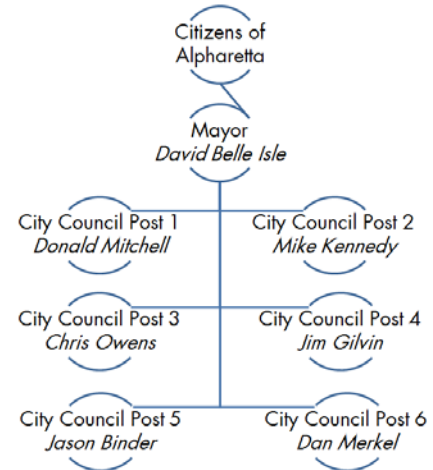 Citizens of
Alpharetta
Mayor
David Belle Isle
City Council Post 1
Donald Mitchell
City Council Post 2
Mike Kennedy
City Council Post 3
Chris Owens
City Council Post 4
Jim Gilvin
City Council Post 5
Jason Binder
City Council Post 6
Dan Merkel